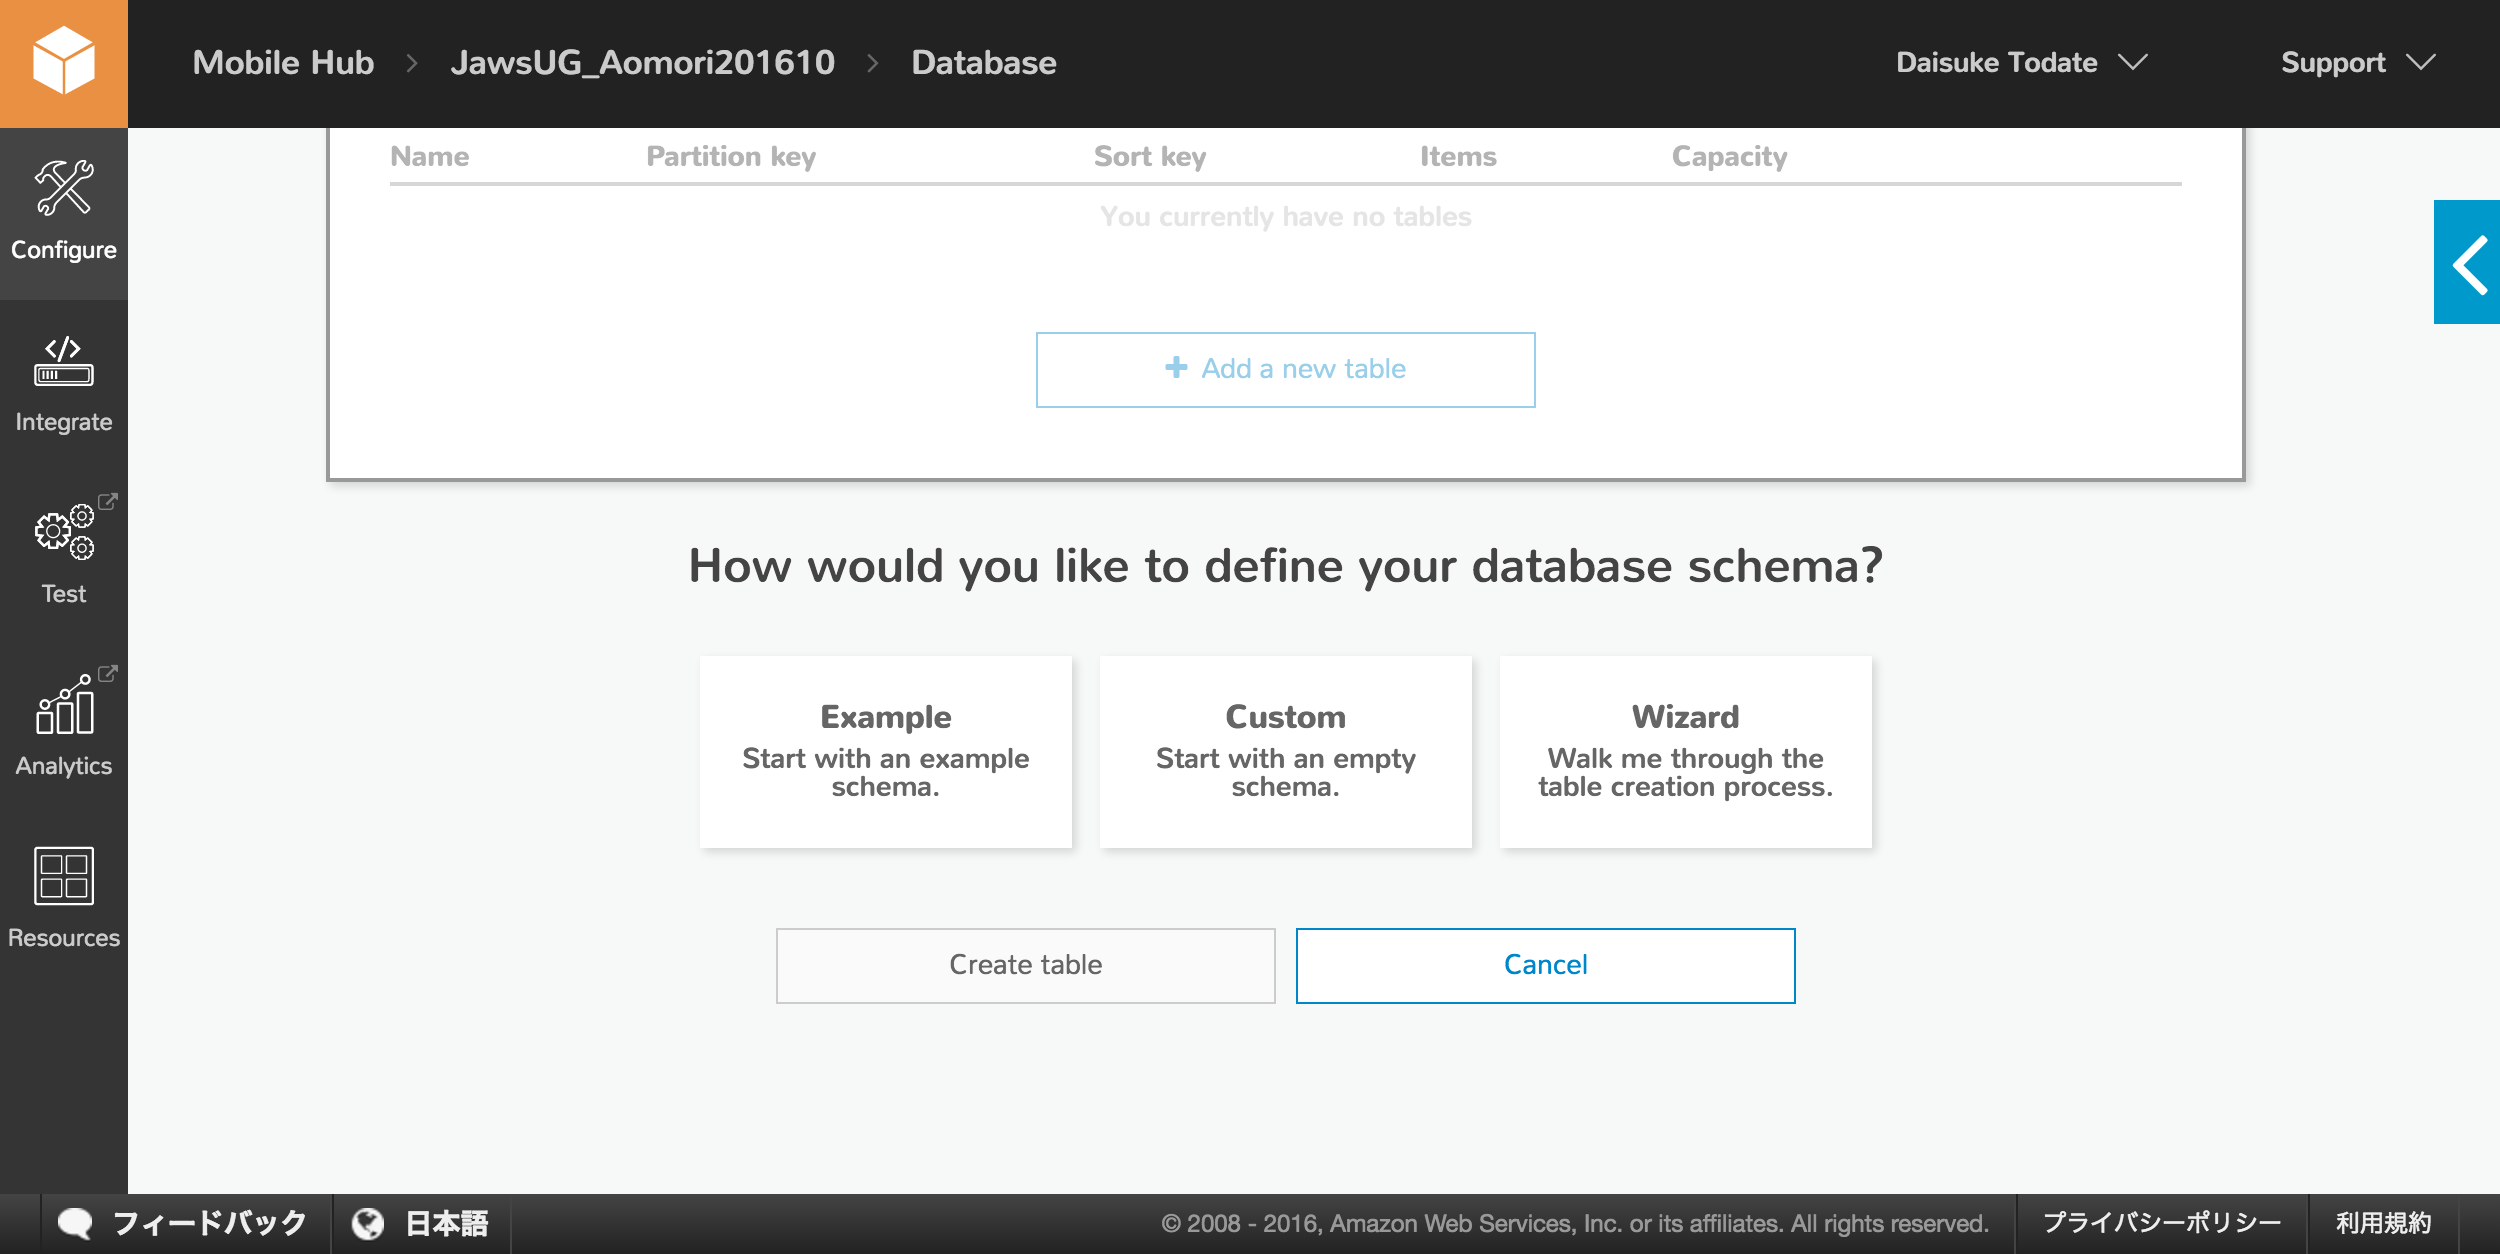 Mobile Hub > JawsUG_Aomori201610 > Database
Daisuke Todate
Support
Configure
Integrate
Test
Analytics
Resources
Name Partition key Sort key Items Capacity
You currently have no tables
Add a new table
How would you like to define your database schema?
Example
Start with an example
schema.
Custom
Start with an empty
schema.
Wizard
Walk me through the
table creation process.
Create table
Cancel
フィードバック
日本語
© 2008 - 2016, Amazon Web Services, Inc. or its affiliates. All rights reserved.
プライバシーポリシー
利用規約